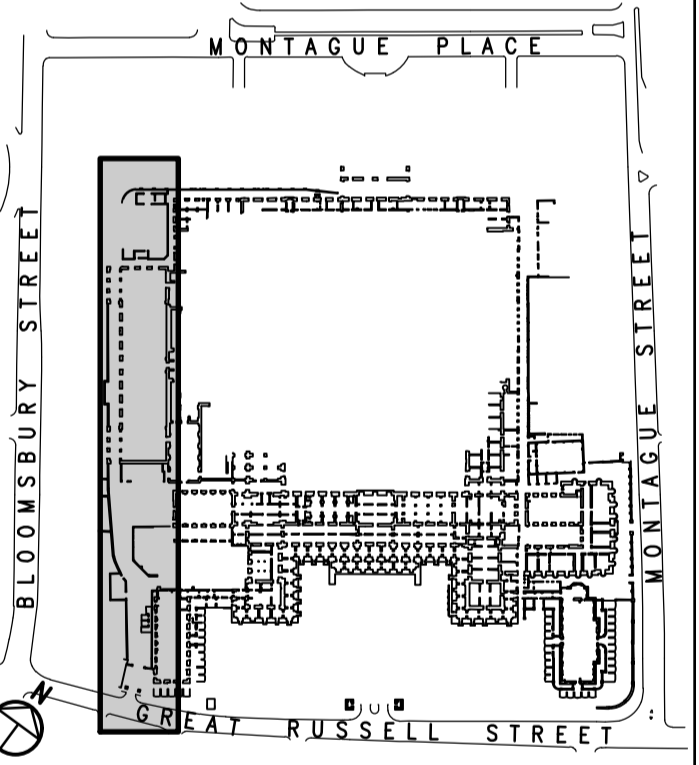 MONTAGUE PLACE
BLOOMSBURY STREET
MONTAGUE STREET
N
GREAT RUSSELL STREET